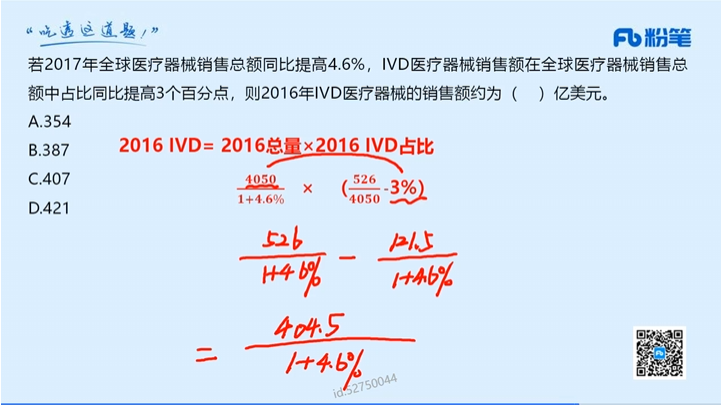 “吃透这道题！”
粉笔
若2017年全球医疗器械销售总额同比提高4.6%，IVD医疗器械销售额在全球医疗器械销售总
额中占比同比提高3个百分点，则2016年IVD医疗器械的销售额约为（　）亿美元。
A.354
B.387
C.407
D.421
2016 IVD= 2016总量×2016 IVD占比
4050/1+4.6% × (526/4050-3%)
526/1+4.6% − 121.5/1+4.6%
= 404.5/1+4.6%
id:52750044